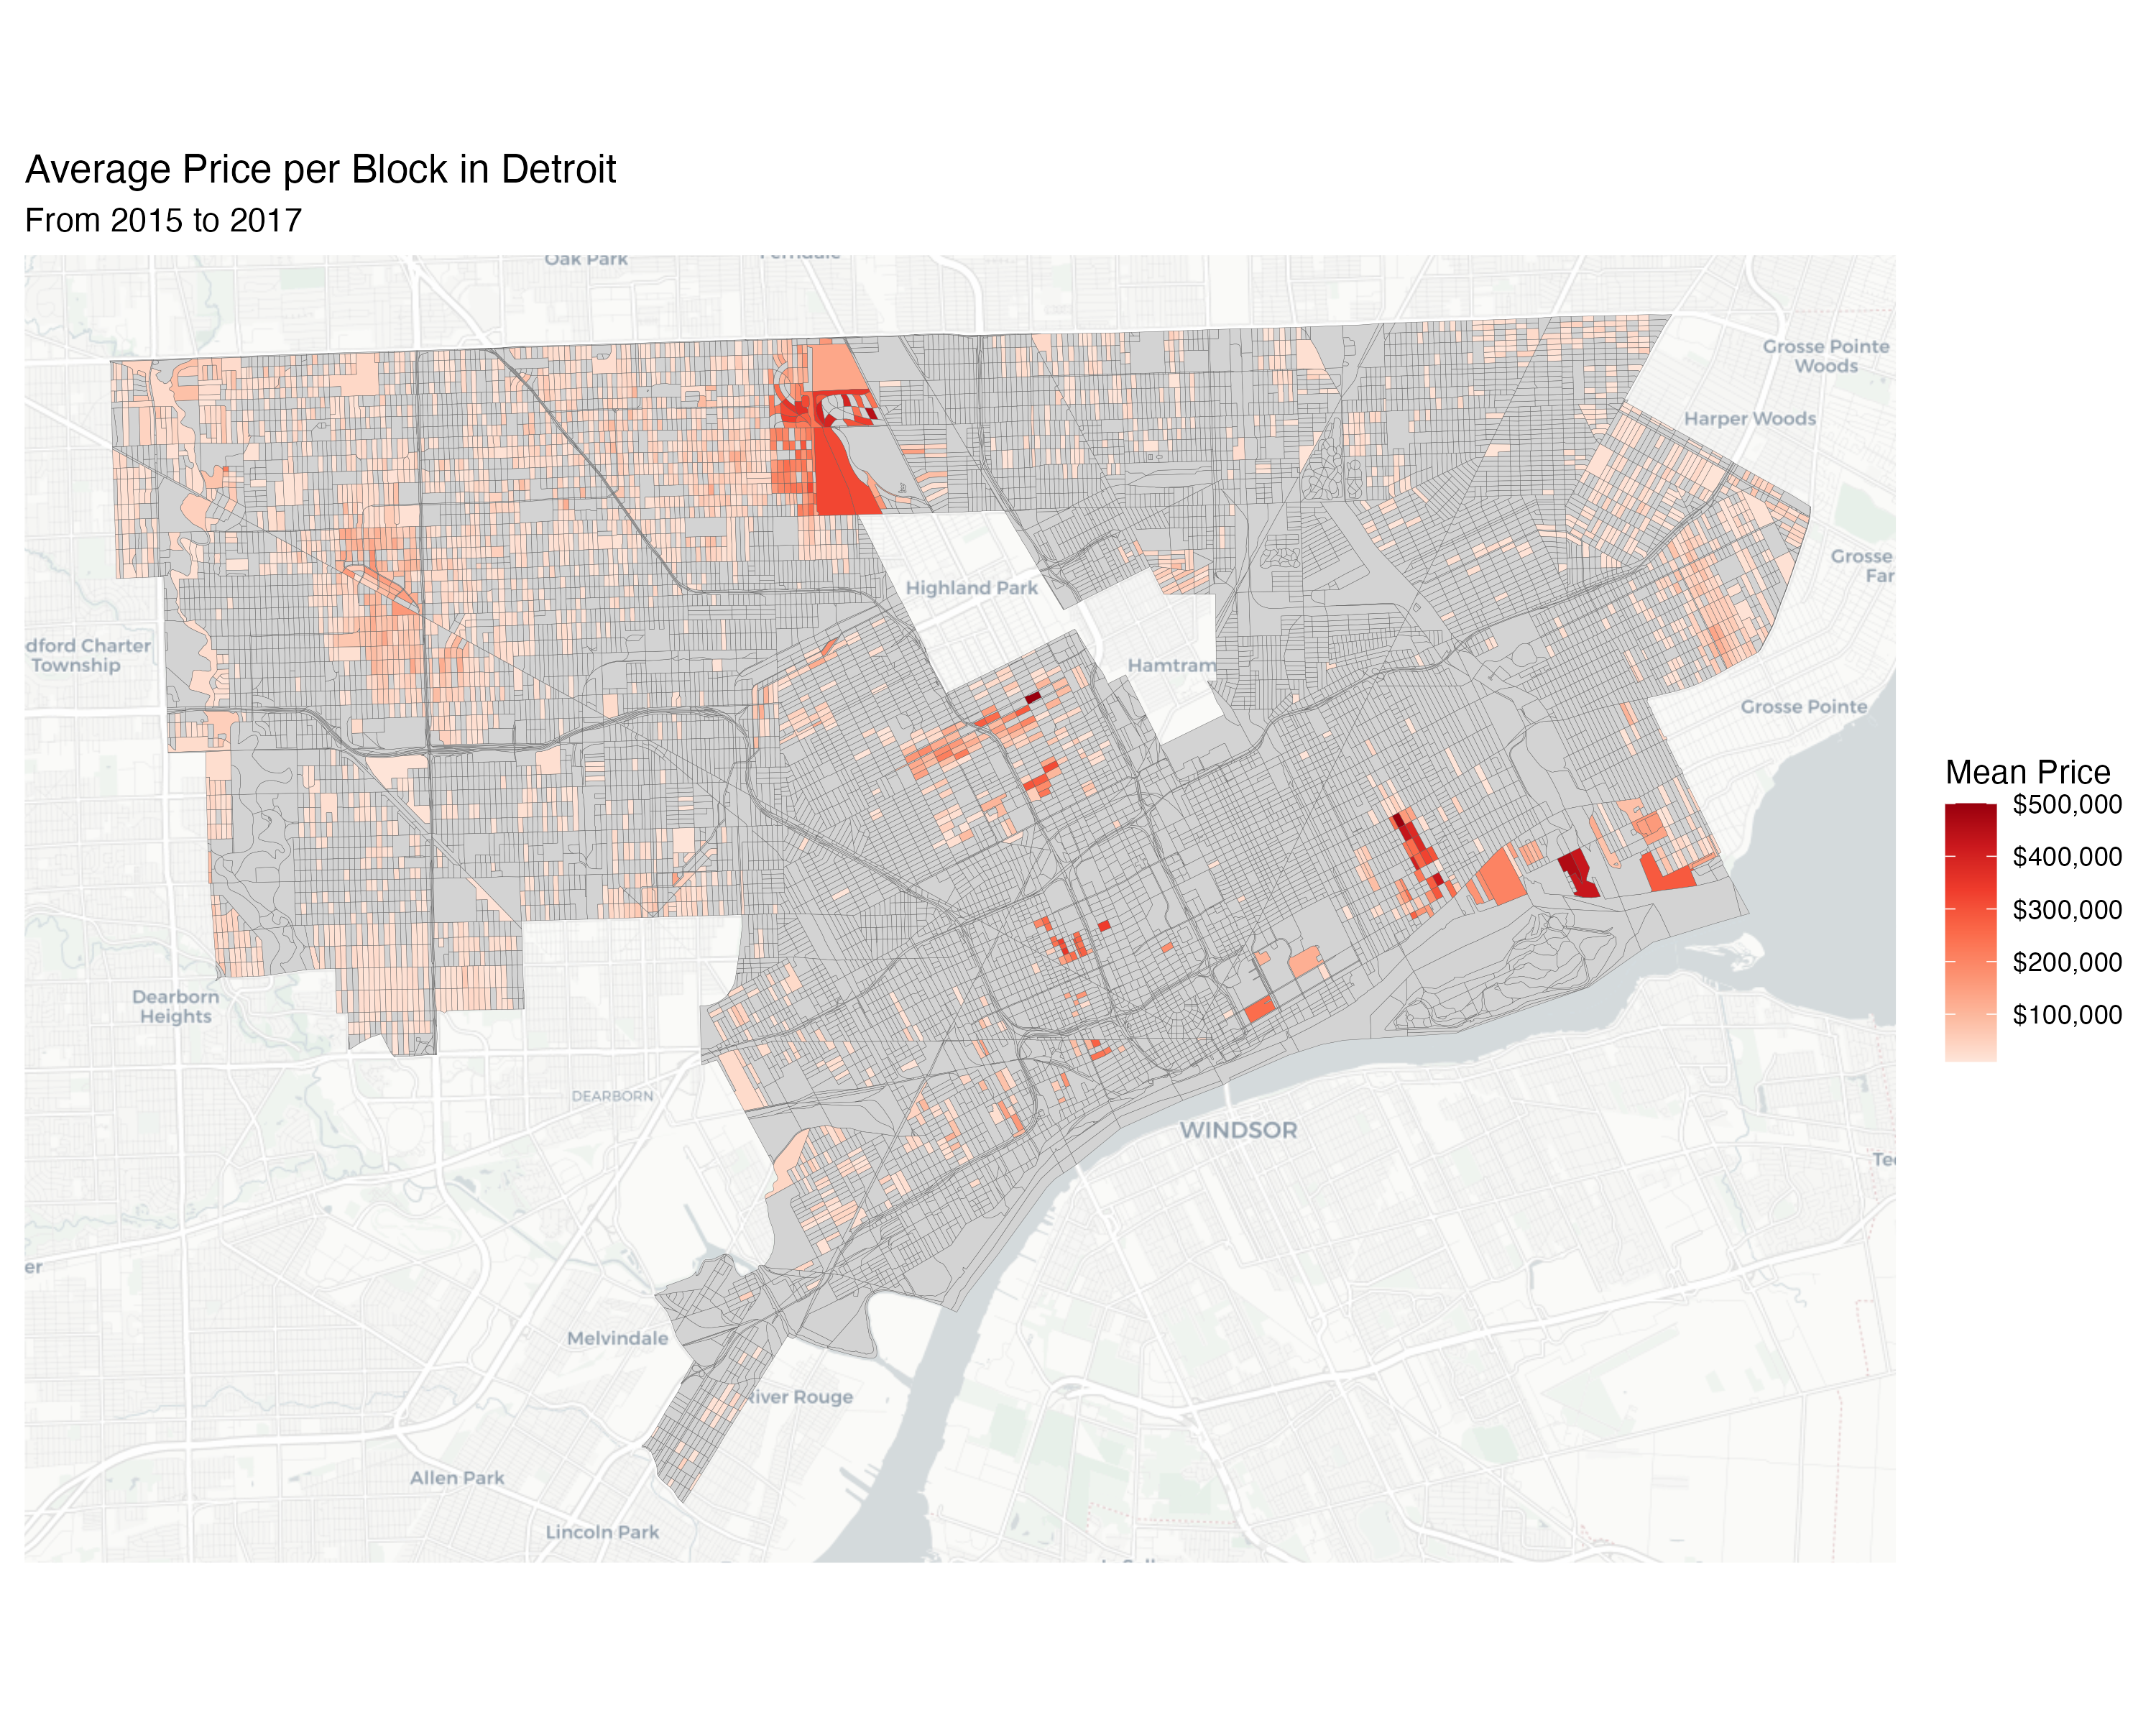 Average Price per Block in Detroit
From 2015 to 2017
Oak Park
Ferndale
Grosse Pointe
Woods
Harper Woods
Grosse
Far
Highland Park
dford Charter
Township
Hamtram
Grosse Pointe
Mean Price
$500,000
$400,000
$300,000
$200,000
$100,000
Dearborn
Heights
DEARBORN
WINDSOR
Te
er
Melvindale
River Rouge
Allen Park
Lincoln Park